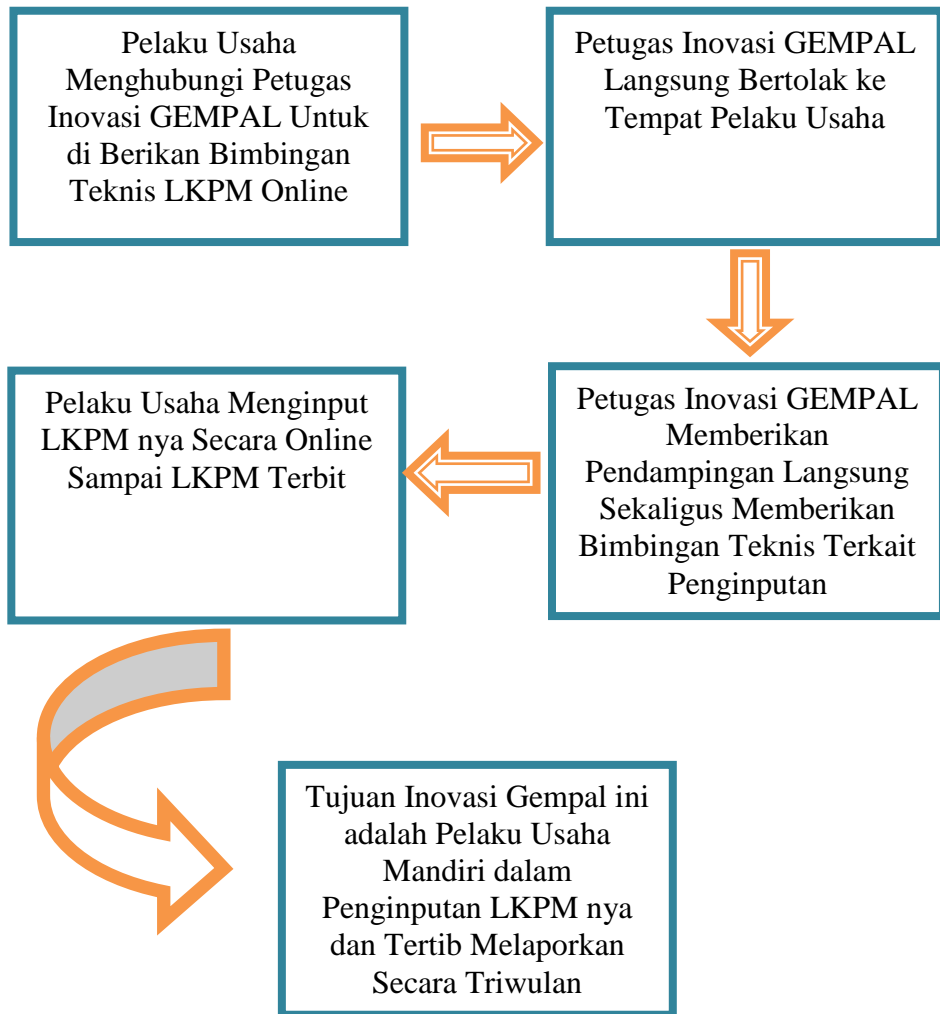 Pelaku Usaha
Menghubungi Petugas
Inovasi GEMPAL Untuk
di Berikan Bimbingan
Teknis LKPM Online
Petugas Inovasi GEMPAL
Langsung Bertolak ke
Tempat Pelaku Usaha
Petugas Inovasi GEMPAL
Memberikan
Pendampingan Langsung
Sekaligus Memberikan
Bimbingan Teknis Terkait
Penginputan
Pelaku Usaha Menginput
LKPM nya Secara Online
Sampai LKPM Terbit
Tujuan Inovasi Gempal ini
adalah Pelaku Usaha
Mandiri dalam
Penginputan LKPM nya
dan Tertib Melaporkan
Secara Triwulan